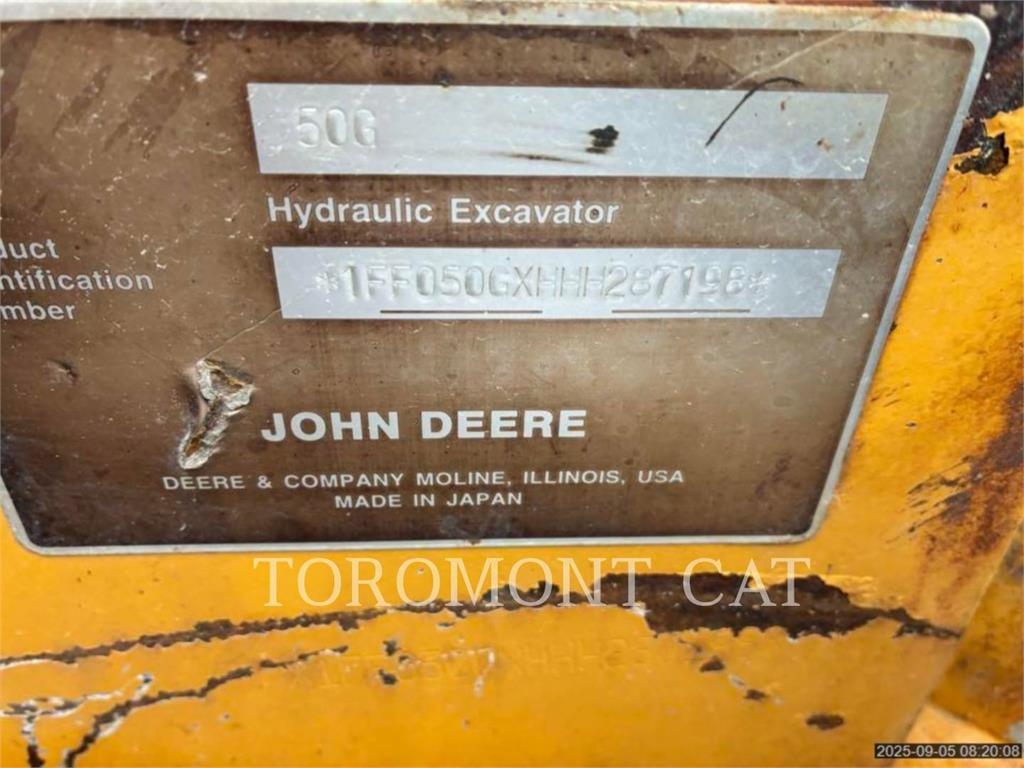 50G
Hydraulic Excavator
duct
ntification
mber
*1FF050GXHHH287198*
JOHN DEERE
DEERE & COMPANY MOLINE, ILLINOIS, USA
MADE IN JAPAN
TOROMONT CAT
2025-09-05 08:20:08